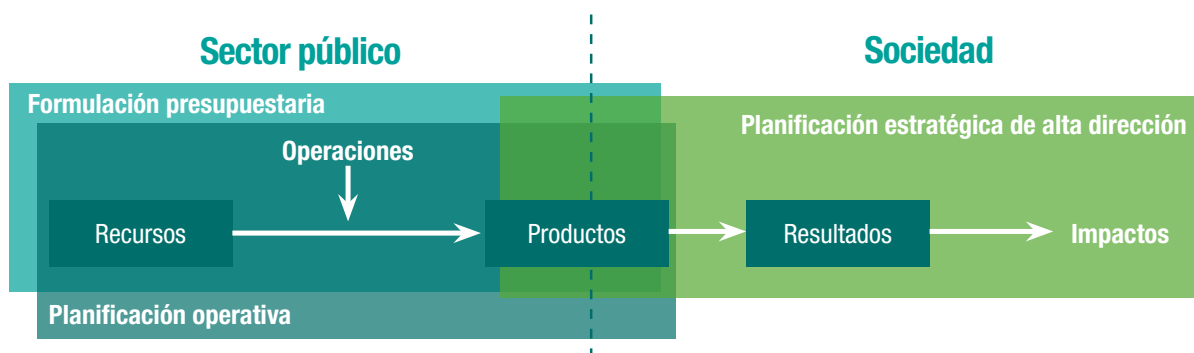 Sector público
Sociedad
Formulación presupuestaria
Planificación estratégica de alta dirección
Operaciones
Recursos
Productos
Resultados
Impactos
Planificación operativa